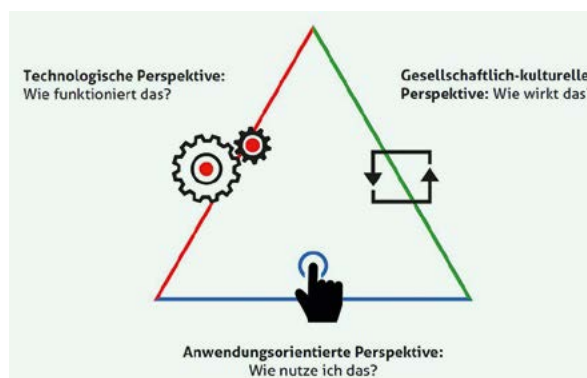 Technologische Perspektive:
Wie funktioniert das?
Gesellschaftlich-kulturelle
Perspektive: Wie wirkt das
Anwendungsorientierte Perspektive:
Wie nutze ich das?